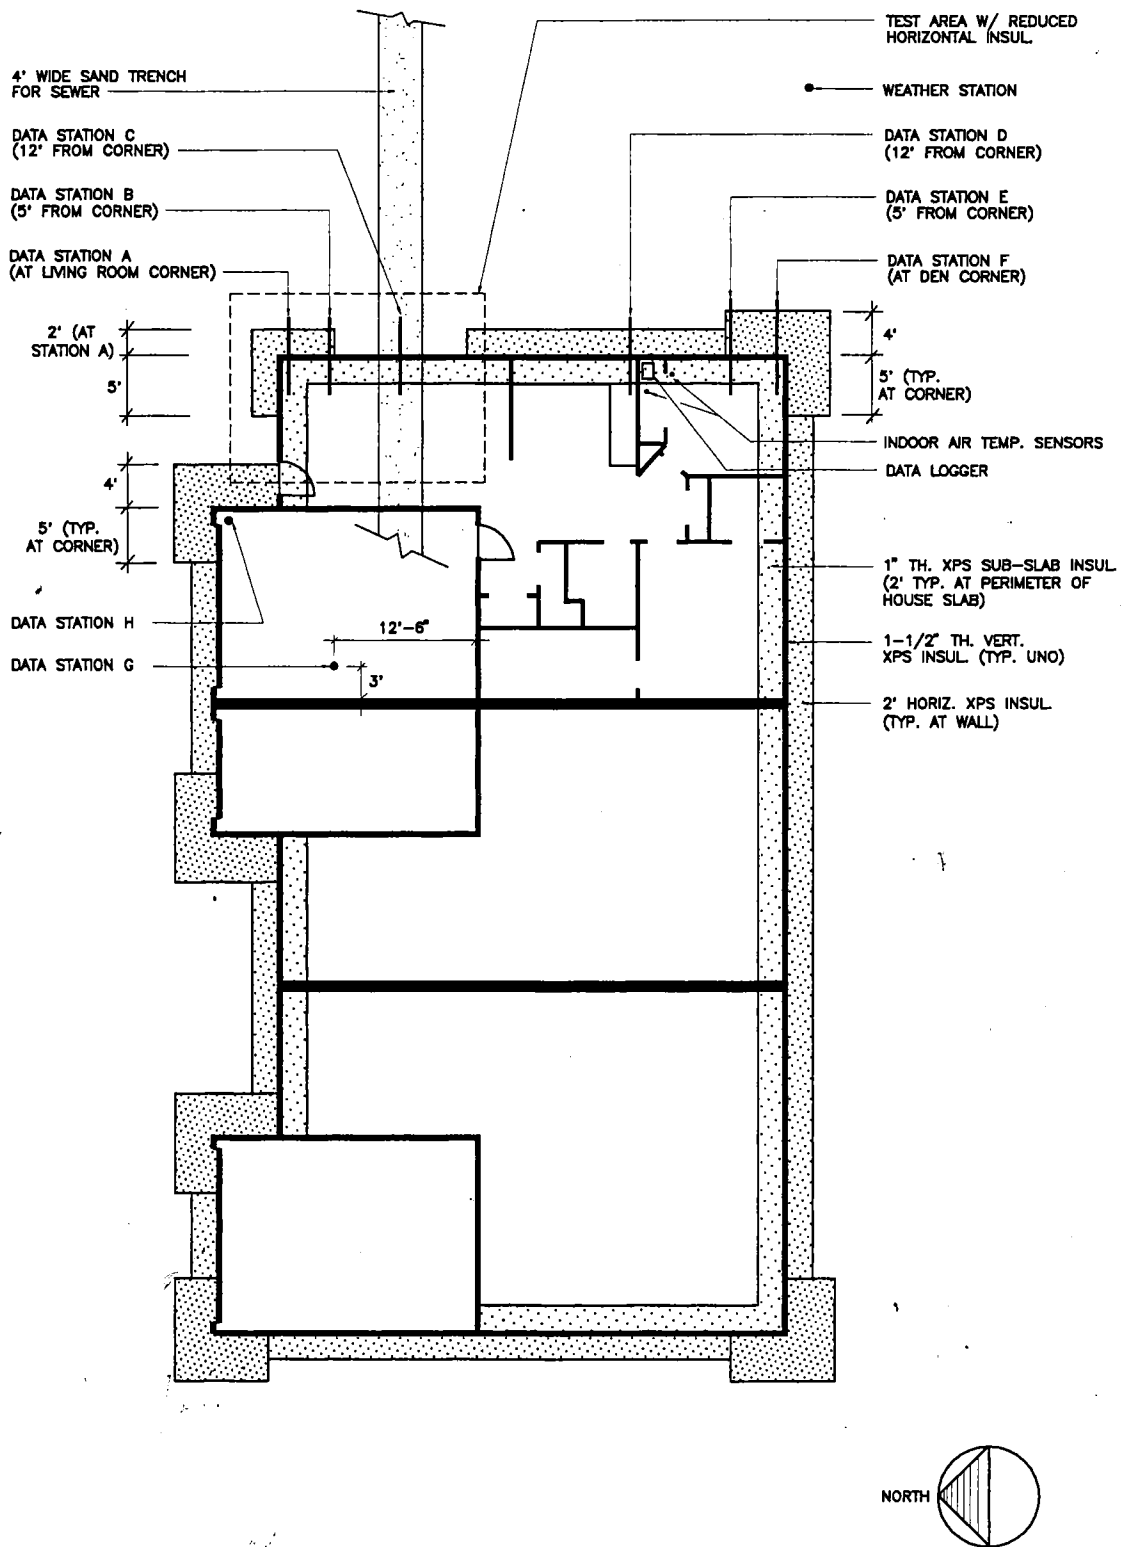 TEST AREA W/ REDUCED
HORIZONTAL INSUL.
4' WIDE SAND TRENCH
FOR SEWER
WEATHER STATION
DATA STATION C
(12' FROM CORNER)
DATA STATION D
(12' FROM CORNER)
DATA STATION B
(5' FROM CORNER)
DATA STATION E
(5' FROM CORNER)
DATA STATION A
(AT LIVING ROOM CORNER)
DATA STATION F
(AT DEN CORNER)
2' (AT
STATION A)
4'
5'
5' (TYP.
AT CORNER)
INDOOR AIR TEMP. SENSORS
DATA LOGGER
4'
5' (TYP.
AT CORNER)
1" TH. XPS SUB-SLAB INSUL.
(2' TYP. AT PERIMETER OF
HOUSE SLAB)
DATA STATION H
12'-6"
1-1/2" TH. VERT.
XPS INSUL. (TYP. UNO)
DATA STATION G
3'
2' HORIZ. XPS INSUL.
(TYP. AT WALL)
NORTH